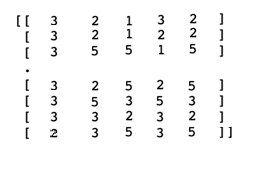 [[ 3 2 1 3 2 ]
[ 3 2 1 2 2 ]
[ 3 5 5 1 5 ]
.
[ 3 2 5 2 5 ]
[ 3 5 3 5 3 ]
[ 3 3 2 3 2 ]
[ 2 3 5 3 5 ]]